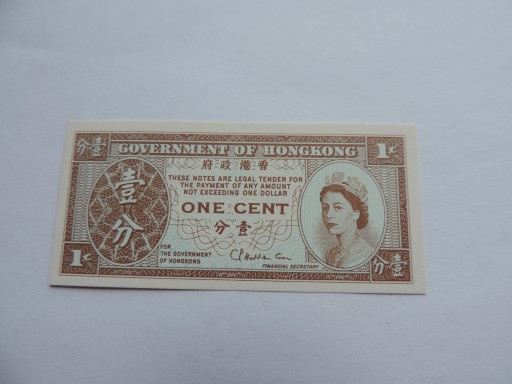 壹分
GOVERNMENT OF HONGKONG
1¢
府政港香
THESE NOTES ARE LEGAL TENDER FOR
THE PAYMENT OF ANY AMOUNT
NOT EXCEEDING ONE DOLLAR
壹
分
ONE CENT
分壹
FOR
THE GOVERNMENT
OF HONGKONG
FINANCIAL SECRETARY
1¢
分壹